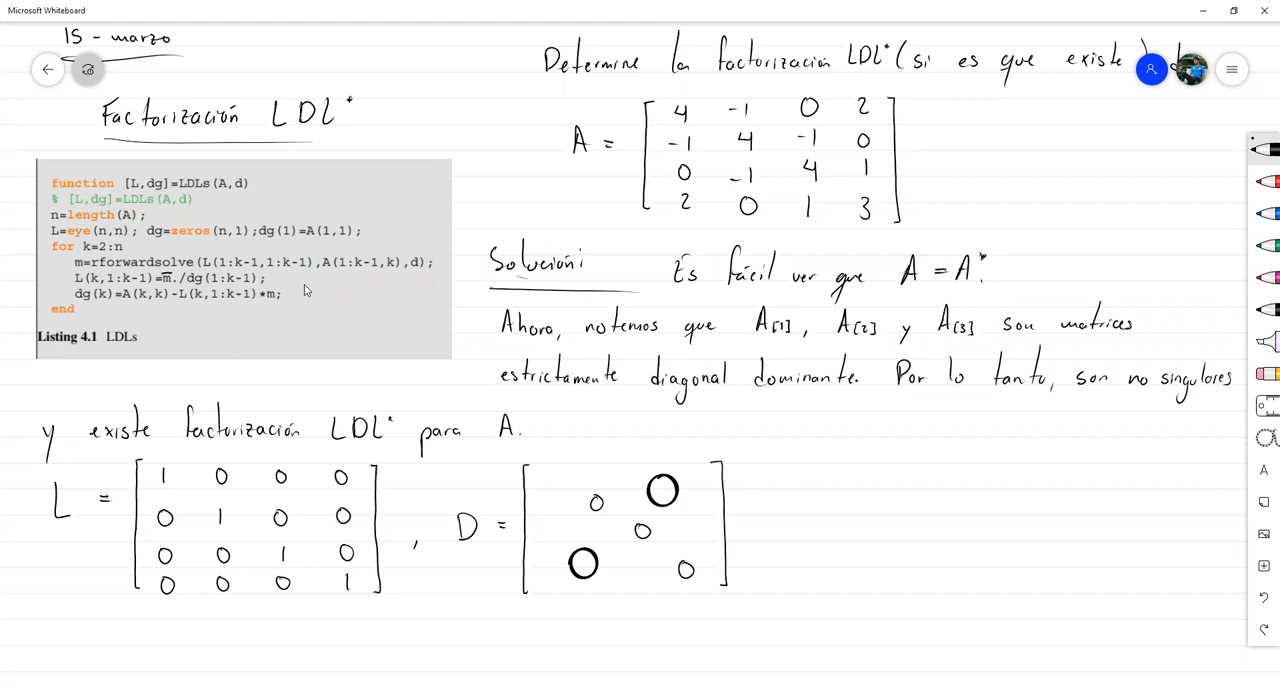 Microsoft Whiteboard
15 - marzo
Factorización LDL*
function [L,dg]=LDLs(A,d)
% [L,dg]=LDLs(A,d)
n=length(A);
L=eye(n,n); dg=zeros(n,1);dg(1)=A(1,1);
for k=2:n
m=rforwardsolve(L(1:k-1,1:k-1),A(1:k-1,k),d);
L(k,1:k-1)=m̅./dg(1:k-1);
dg(k)=A(k,k)-L(k,1:k-1)*m;
end
Listing 4.1 LDLs
Determine la factorización LDL* (si es que existe)
A = [
4 -1 0 2
-1 4 -1 0
0 -1 4 1
2 0 1 3
]
Solución: Es fácil ver que A = A*.
Ahora, notemos que A[1], A[2] y A[3] son matrices
estrictamente diagonal dominante. Por lo tanto, son no singulares
y existe factorización LDL* para A.
L = [
1 0 0 0
0 1 0 0
0 0 1 0
0 0 0 1
] , D = [
0 0
0
0 0
]
A